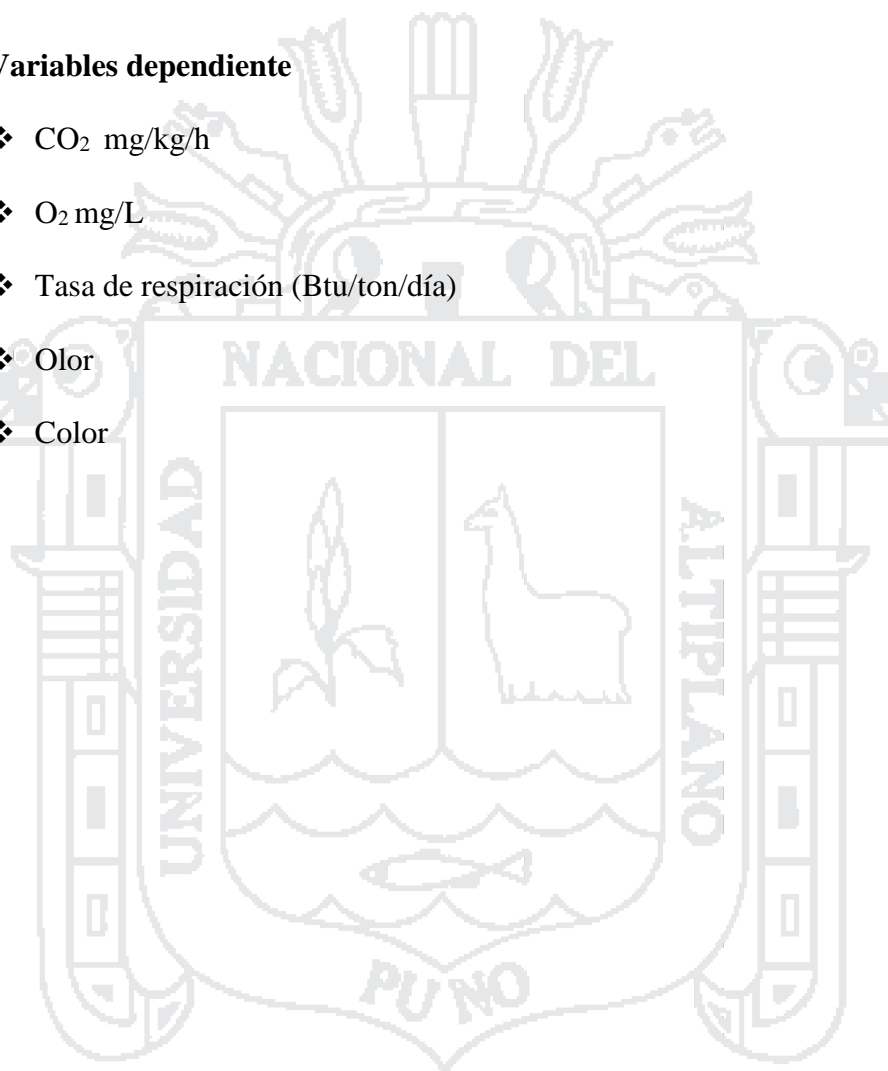 Variables dependiente
❖ CO₂ mg/kg/h
❖ O₂ mg/L
❖ Tasa de respiración (Btu/ton/día)
❖ Olor
❖ Color
NACIONAL DEL
UNIVERSIDAD
ALTIPLANO
PUNO